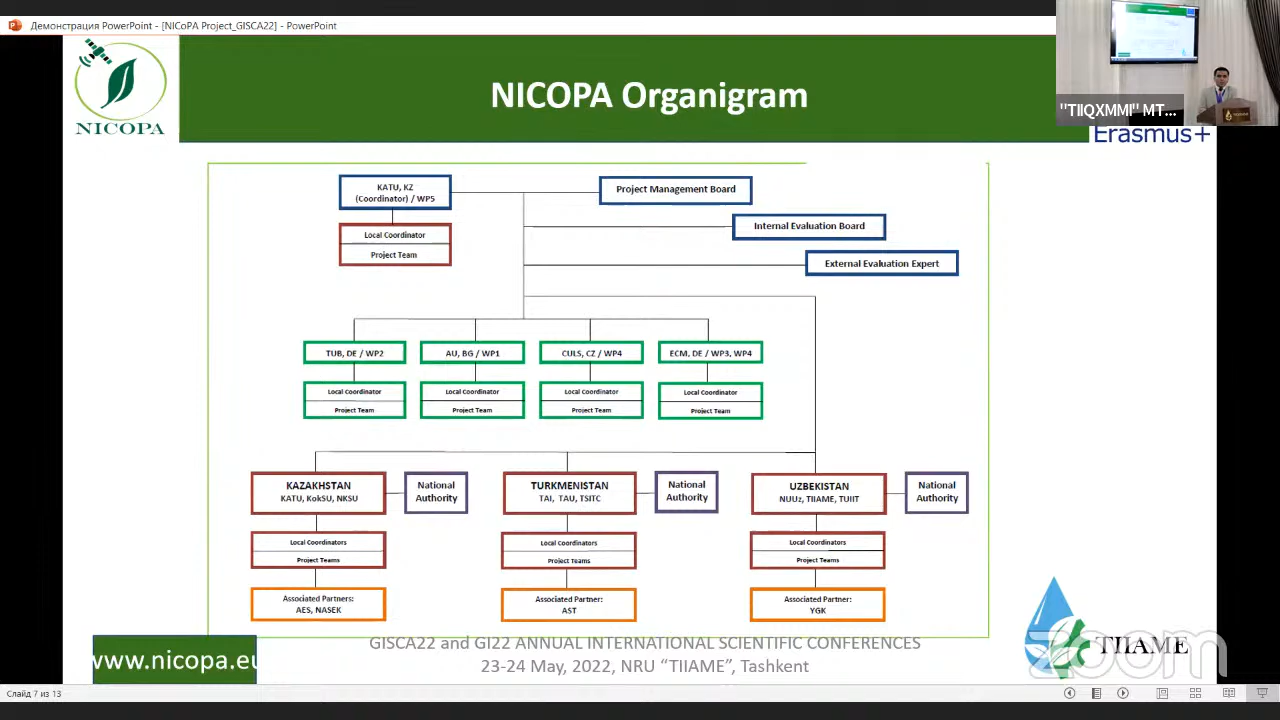 Демонстрация PowerPoint - [NICoPA Project_GISCA22] - PowerPoint
NICOPA
NICOPA Organigram
"TIIQXMMI" MT...
Erasmus+
KATU, KZ
(Coordinator) / WP5
Local Coordinator
Project Team
Project Management Board
Internal Evaluation Board
External Evaluation Expert
TUB, DE / WP2
AU, BG / WP1
CULS, CZ / WP4
ECM, DE / WP3, WP4
Local Coordinator
Project Team
Local Coordinator
Project Team
Local Coordinator
Project Team
Local Coordinator
Project Team
KAZAKHSTAN
KATU, KokSU, NKSU
National
Authority
TURKMENISTAN
TAI, TAU, TSITC
National
Authority
UZBEKISTAN
NUUz, TIIAME, TUIIT
National
Authority
Local Coordinators
Project Teams
Local Coordinators
Project Teams
Local Coordinators
Project Teams
Associated Partners:
AES, NASEK
Associated Partner:
AST
Associated Partner:
YGK
www.nicopa.eu
GISCA22 and GI22 ANNUAL INTERNATIONAL SCIENTIFIC CONFERENCES
23-24 May, 2022, NRU “TIIAME”, Tashkent
TIIAME
zoom
Слайд 7 из 13